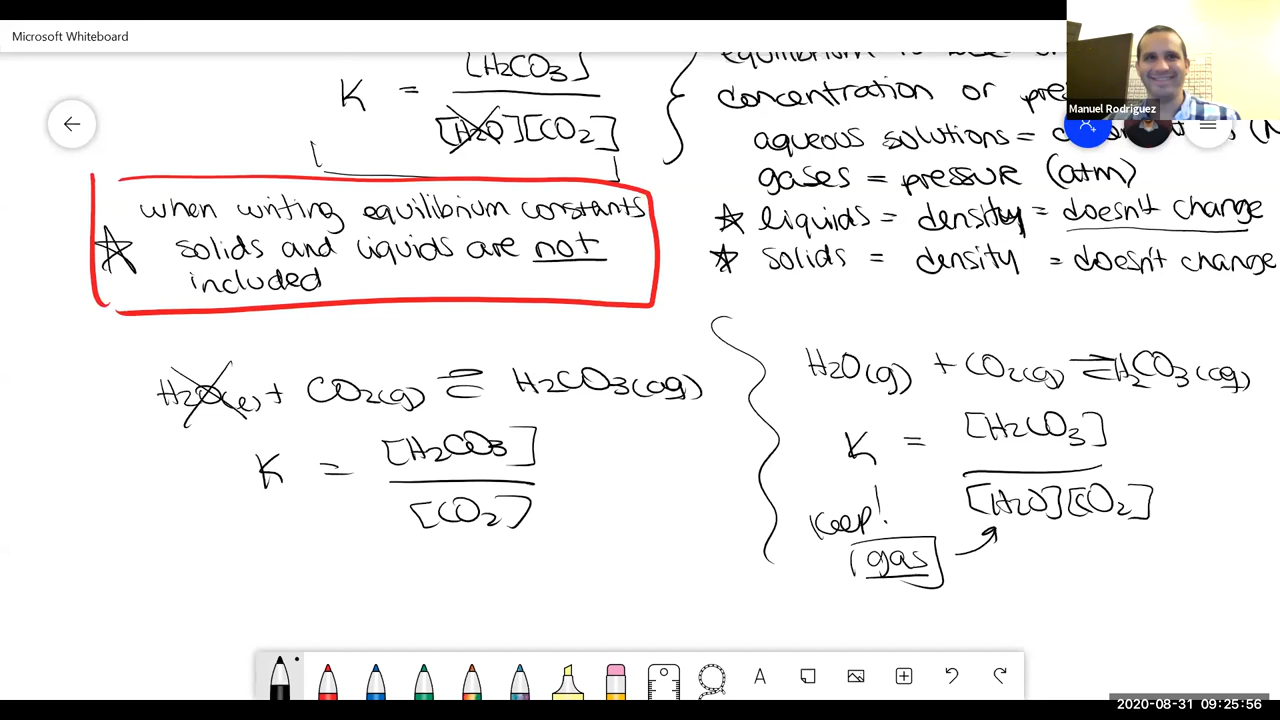 Microsoft Whiteboard
K = [H2CO3] / [H2O][CO2]
when writing equilibrium constants
solids and liquids are not
included
concentration or
aqueous solutions =
gases = pressure (atm)
liquids = density = doesn't change
solids = density = doesn't change
Manuel Rodriguez
H2O(l) + CO2(g) ⇌ H2CO3(aq)
K = [H2CO3] / [CO2]
H2O(g) + CO2(g) ⇌ H2CO3(aq)
K = [H2CO3] / [H2O][CO2]
Keep!
gas
A
2020-08-31 09:25:56